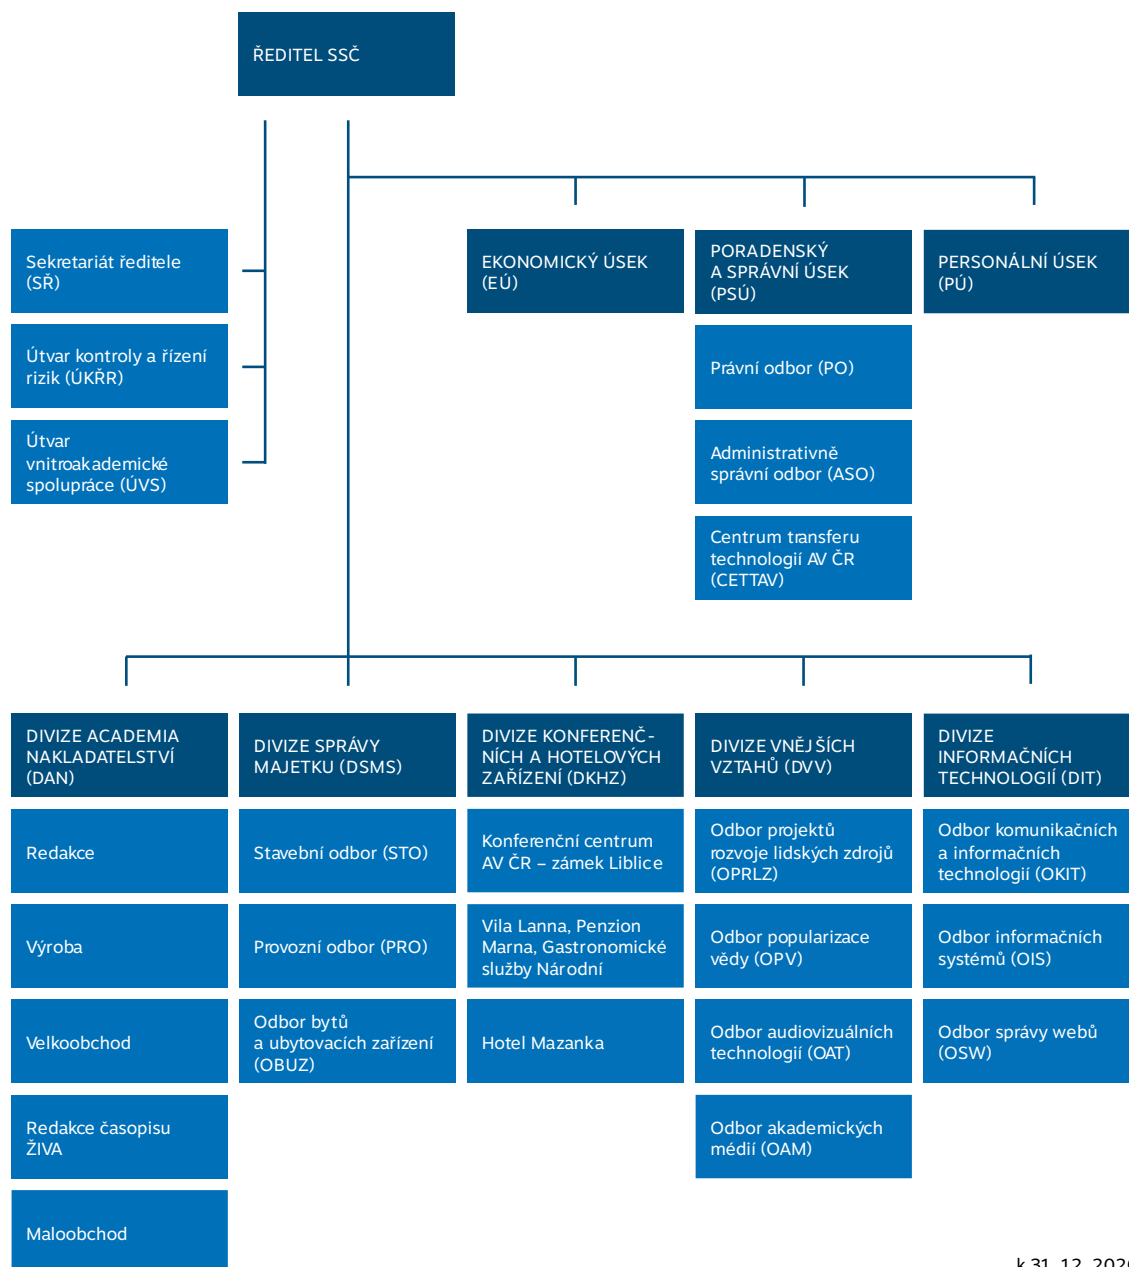 ŘEDITEL SSČ
Sekretariát ředitele
(SŘ)
Útvar kontroly a řízení
rizik (ÚKŘR)
Útvar
vnitroakademické
spolupráce (ÚVS)
EKONOMICKÝ ÚSEK
(EÚ)
PORADENSKÝ
A SPRÁVNÍ ÚSEK
(PSÚ)
PERSONÁLNÍ ÚSEK
(PÚ)
Právní odbor (PO)
Administrativně
správní odbor (ASO)
Centrum transferu
technologií AV ČR
(CETTAV)
DIVIZE ACADEMIA
NAKLADATELSTVÍ
(DAN)
Redakce
Výroba
Velkoobchod
Redakce časopisu
ŽIVA
Maloobchod
DIVIZE SPRÁVY
MAJETKU (DSMS)
Stavební odbor (STO)
Provozní odbor (PRO)
Odbor bytů
a ubytovacích zařízení
(OBUZ)
DIVIZE KONFERENČ-
NÍCH A HOTELOVÝCH
ZAŘÍZENÍ (DKHZ)
Konferenční centrum
AV ČR – zámek Liblice
Vila Lanna, Penzion
Marna, Gastronomické
služby Národní
Hotel Mazanka
DIVIZE VNĚJŠÍCH
VZTAHŮ (DVV)
Odbor projektů
rozvoje lidských zdrojů
(OPRLZ)
Odbor popularizace
vědy (OPV)
Odbor audiovizuálních
technologií (OAT)
Odbor akademických
médií (OAM)
DIVIZE
INFORMAČNÍCH
TECHNOLOGIÍ (DIT)
Odbor komunikačních
a informačních
technologií (OKIT)
Odbor informačních
systémů (OIS)
Odbor správy webů
(OSW)
k 31. 12.